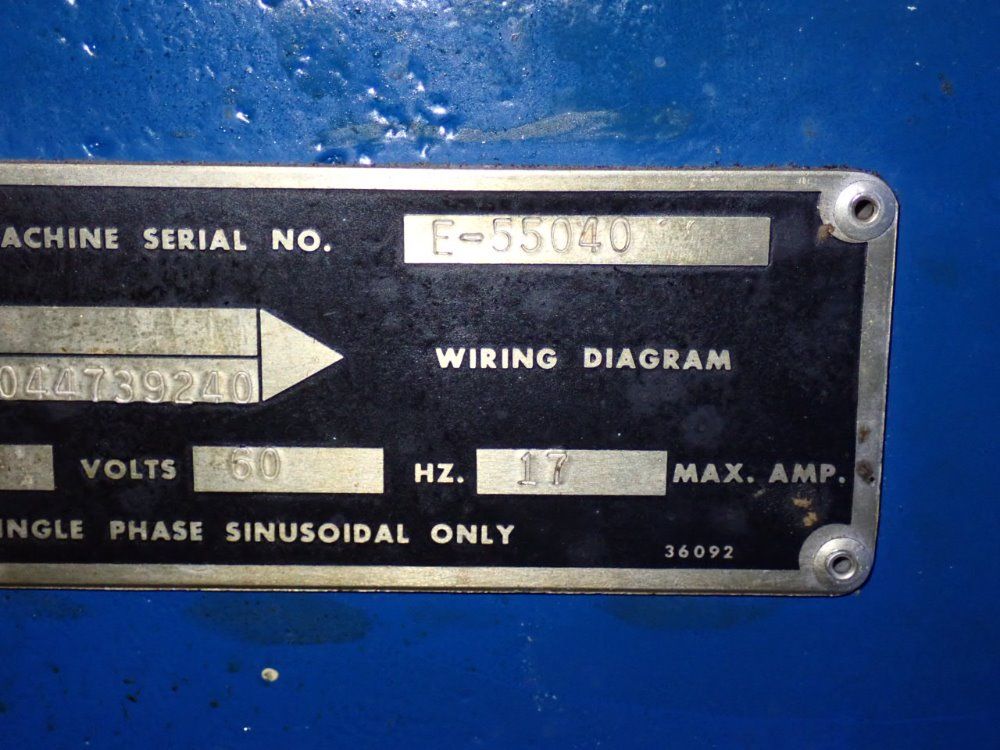 ACHINE SERIAL NO. E-55040
WIRING DIAGRAM
044739240
VOLTS 60 HZ. 17 MAX. AMP.
INGLE PHASE SINUSOIDAL ONLY
36092